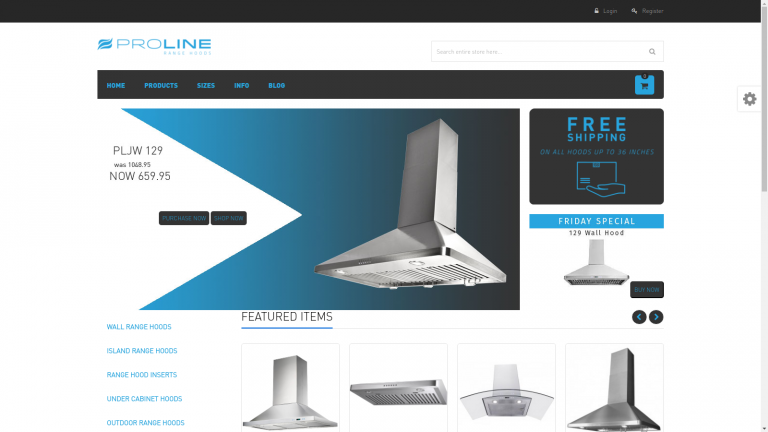 Login
Register
PROLINE
RANGE HOODS
Search entire store here...
HOME PRODUCTS SIZES INFO BLOG
0
PLJW 129
was 1048.95
NOW 659.95
PURCHASE NOW SHOP NOW
FREE
SHIPPING
ON ALL HOODS UP TO 36 INCHES
FRIDAY SPECIAL
129 Wall Hood
BUY NOW
FEATURED ITEMS
WALL RANGE HOODS
ISLAND RANGE HOODS
RANGE HOOD INSERTS
UNDER CABINET HOODS
OUTDOOR RANGE HOODS